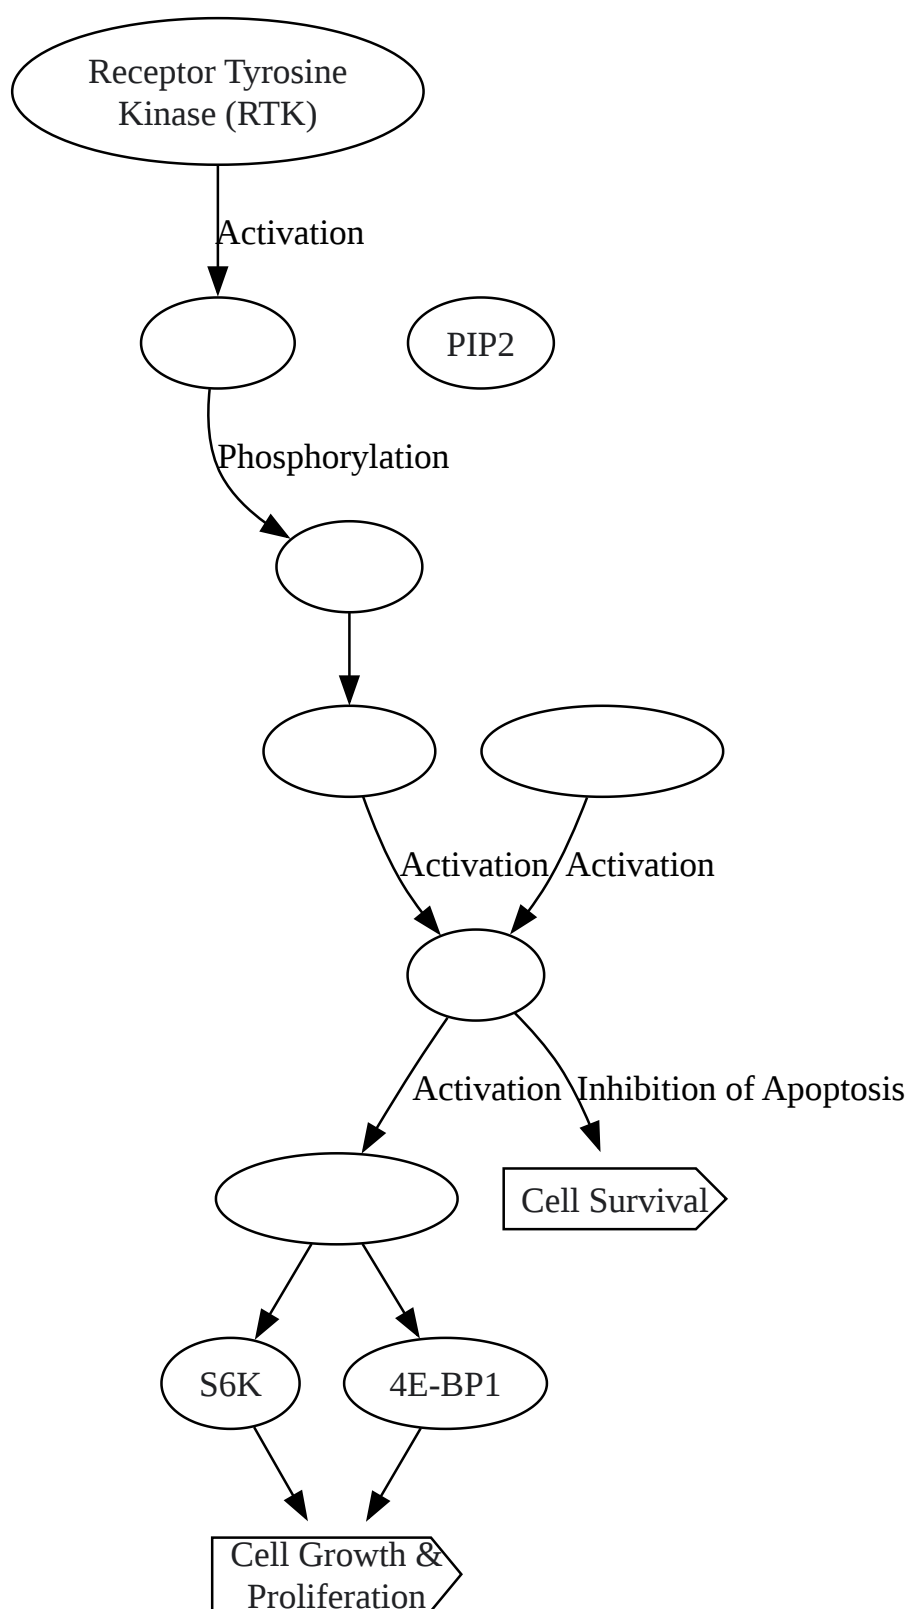 Receptor Tyrosine
Kinase (RTK)
Activation
PIP2
Phosphorylation
Activation
Activation
Activation
Inhibition of Apoptosis
Cell Survival
S6K
4E-BP1
Cell Growth &
Proliferation